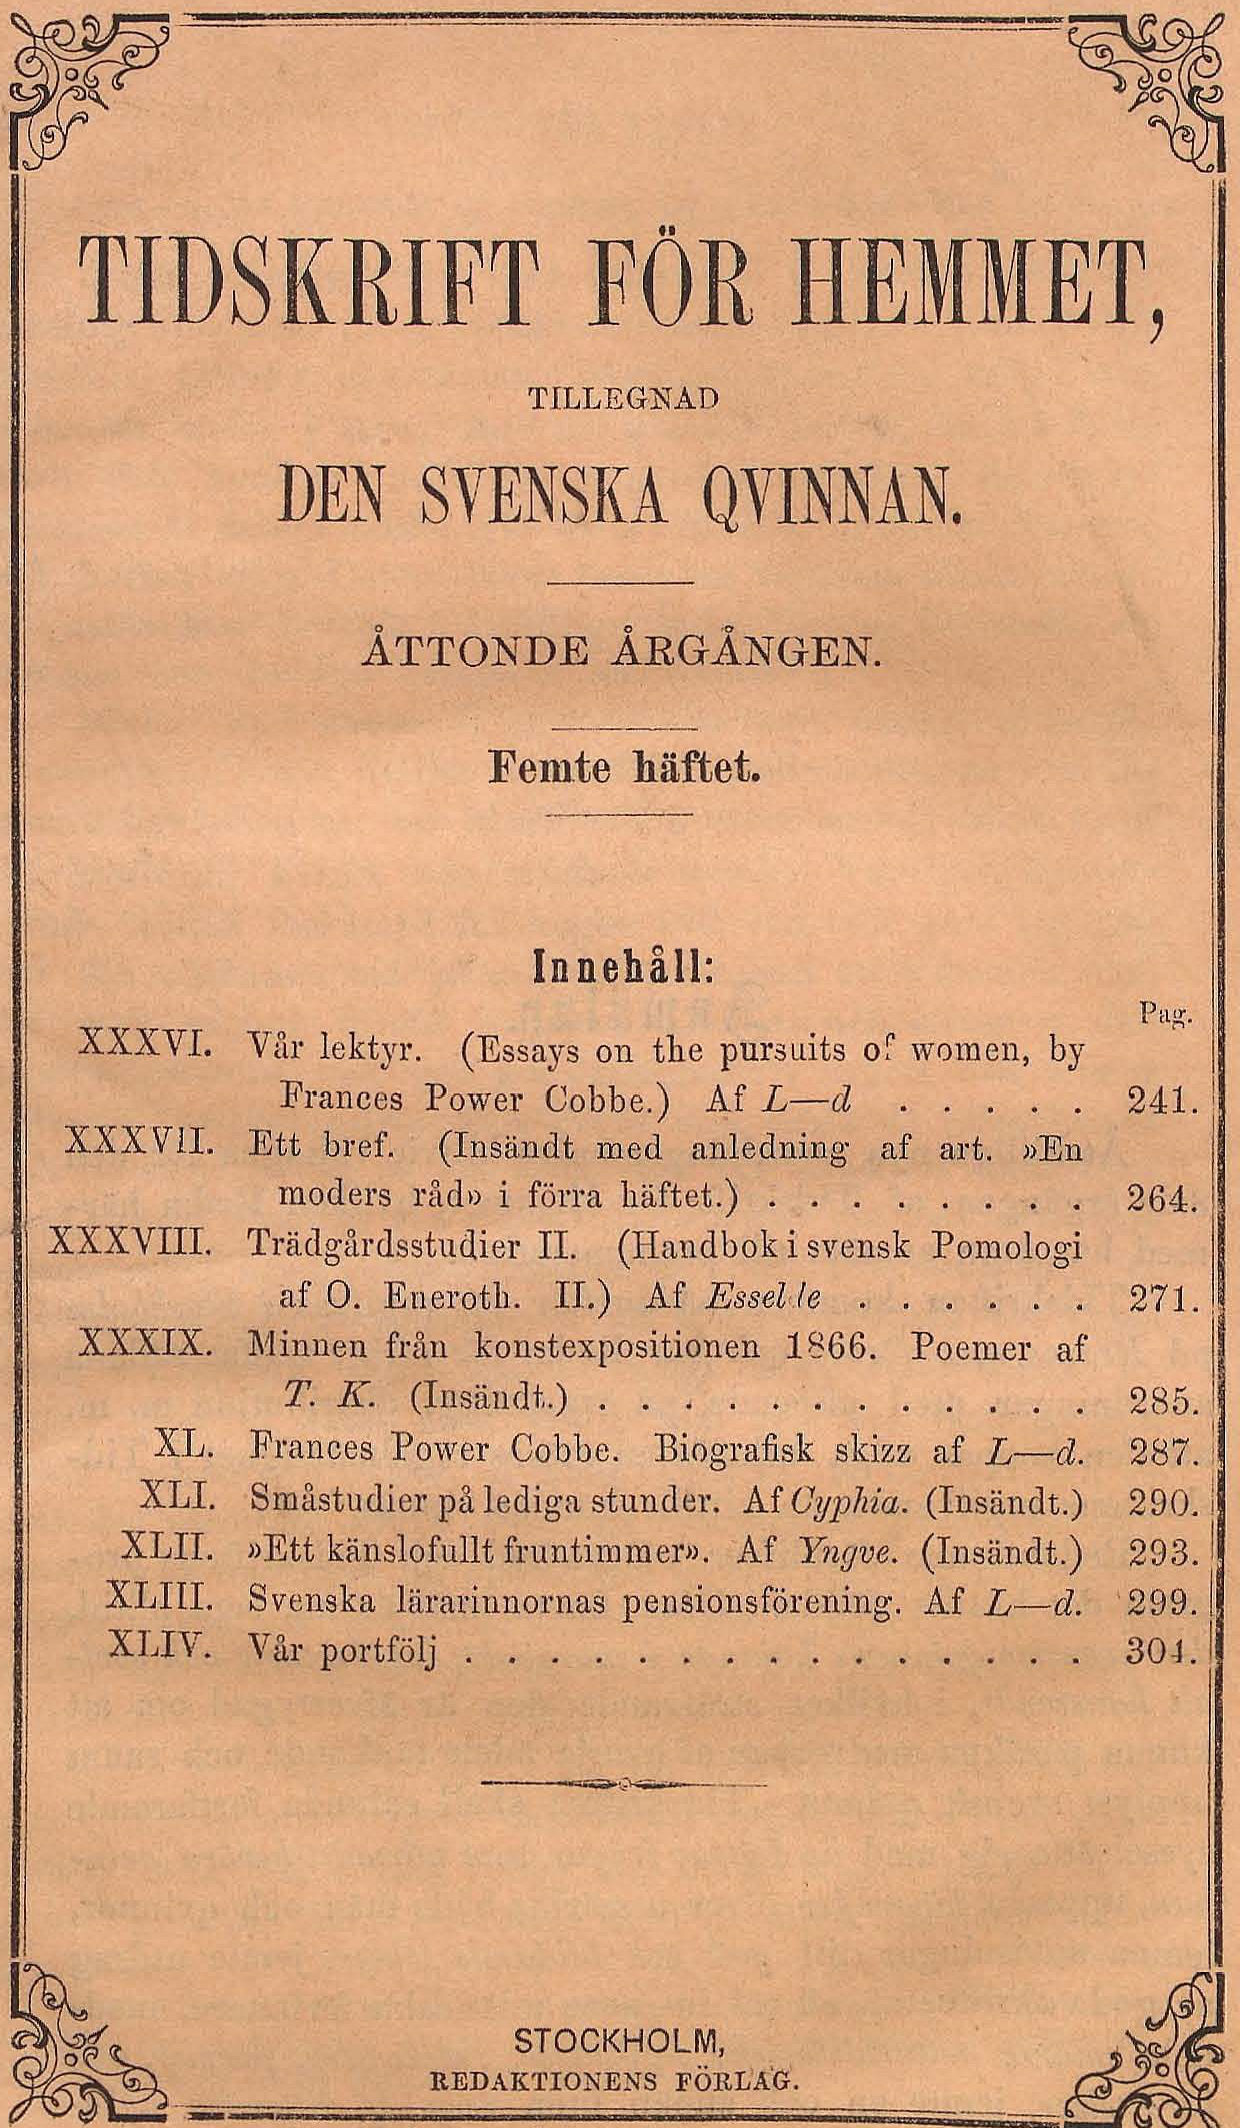 TIDSKRIFT FÖR HEMMET,
TILLEGNAD
DEN SVENSKA QVINNAN.
ÅTTONDE ÅRGÅNGEN.
Femte häftet.
Innehåll:
Pag.
XXXVI. Vår lektyr. (Essays on the pursuits of women, by
Frances Power Cobbe.) Af L—d . . . . . 241.
XXXVII. Ett bref. (Insändt med anledning af art. »En
moders råd» i förra häftet.) . . . . . . . . 264.
XXXVIII. Trädgårdsstudier II. (Handbok i svensk Pomologi
af O. Eneroth. II.) Af Esselde . . . . . . 271.
XXXIX. Minnen från konstexpositionen 1866. Poemer af
T. K. (Insändt.) . . . . . . . . . . . . 285.
XL. Frances Power Cobbe. Biografisk skizz af L—d. 287.
XLI. Småstudier på lediga stunder. Af Cyphia. (Insändt.) 290.
XLII. »Ett känslofullt fruntimmer». Af Yngve. (Insändt.) 293.
XLIII. Svenska lärarinnornas pensionsförening. Af L—d. 299.
XLIV. Vår portfölj . . . . . . . . . . . . . . . 304.
STOCKHOLM,
REDAKTIONENS FÖRLAG.